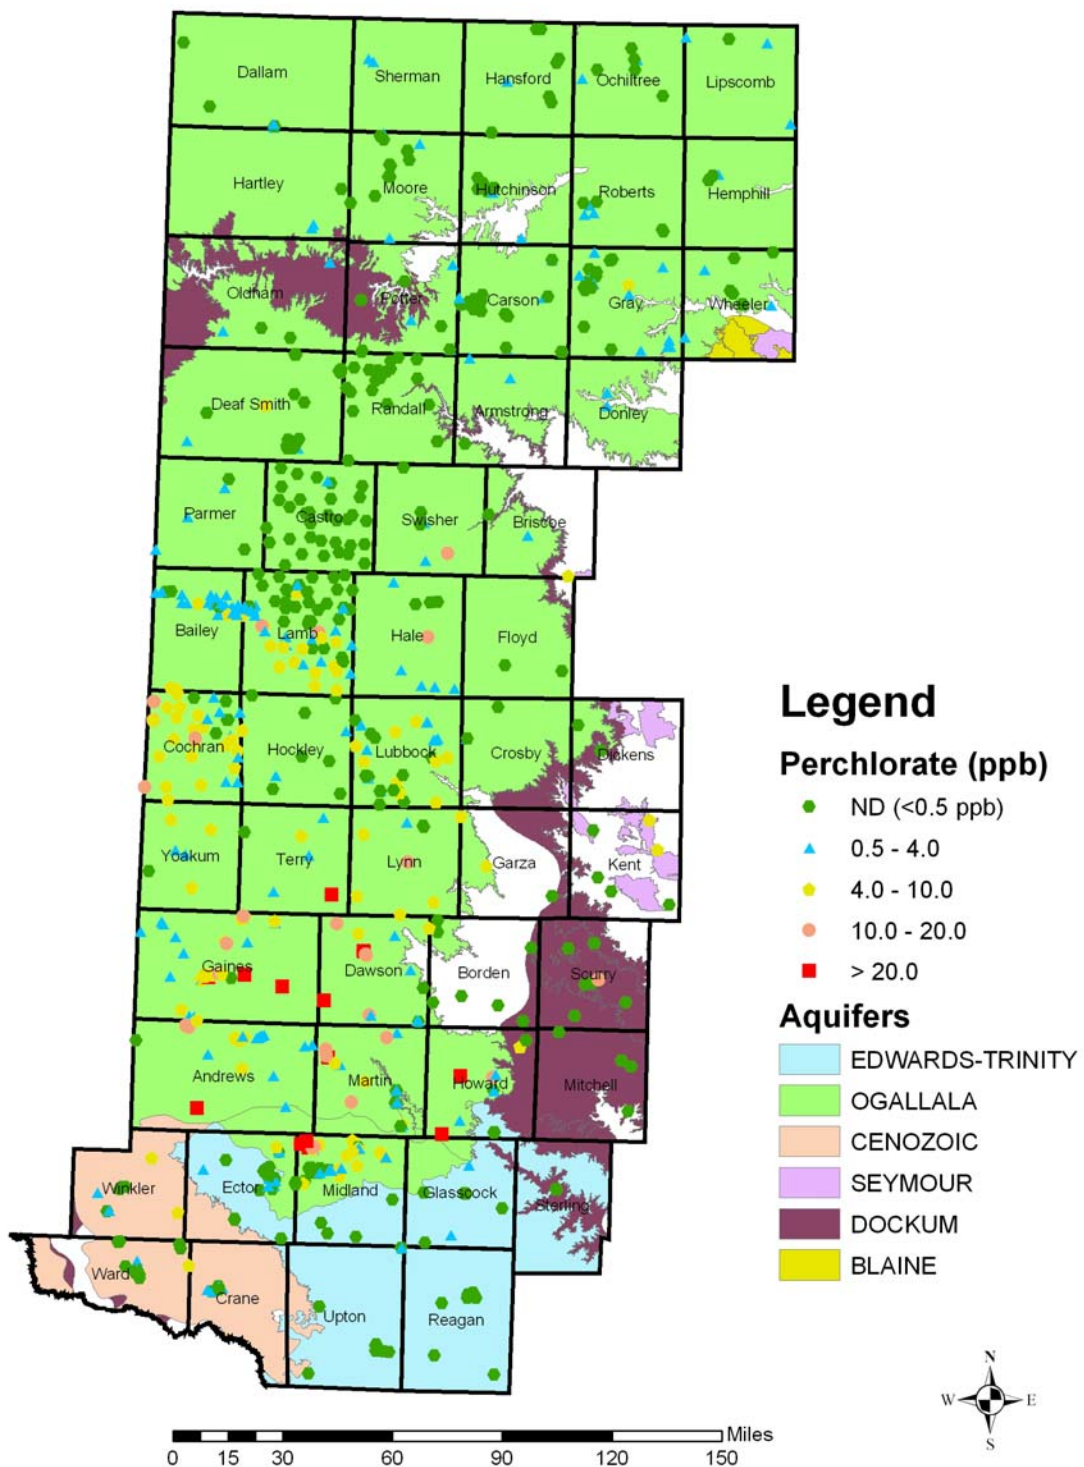 Dallam
Sherman
Hansford
Ochiltree
Lipscomb
Hartley
Moore
Hutchinson
Roberts
Hemphill
Oldham
Potter
Carson
Gray
Wheeler
Deaf Smith
Randall
Armstrong
Donley
Parmer
Castro
Swisher
Briscoe
Bailey
Lamb
Hale
Floyd
Cochran
Hockley
Lubbock
Crosby
Dickens
Yoakum
Terry
Lynn
Garza
Kent
Gaines
Dawson
Borden
Scurry
Andrews
Martin
Howard
Mitchell
Winkler
Ector
Midland
Glasscock
Sterling
Ward
Crane
Upton
Reagan
Legend
Perchlorate (ppb)
ND (<0.5 ppb)
0.5 - 4.0
4.0 - 10.0
10.0 - 20.0
> 20.0
Aquifers
EDWARDS-TRINITY
OGALLALA
CENOZOIC
SEYMOUR
DOCKUM
BLAINE
N
W E
S
Miles
0 15 30 60 90 120 150